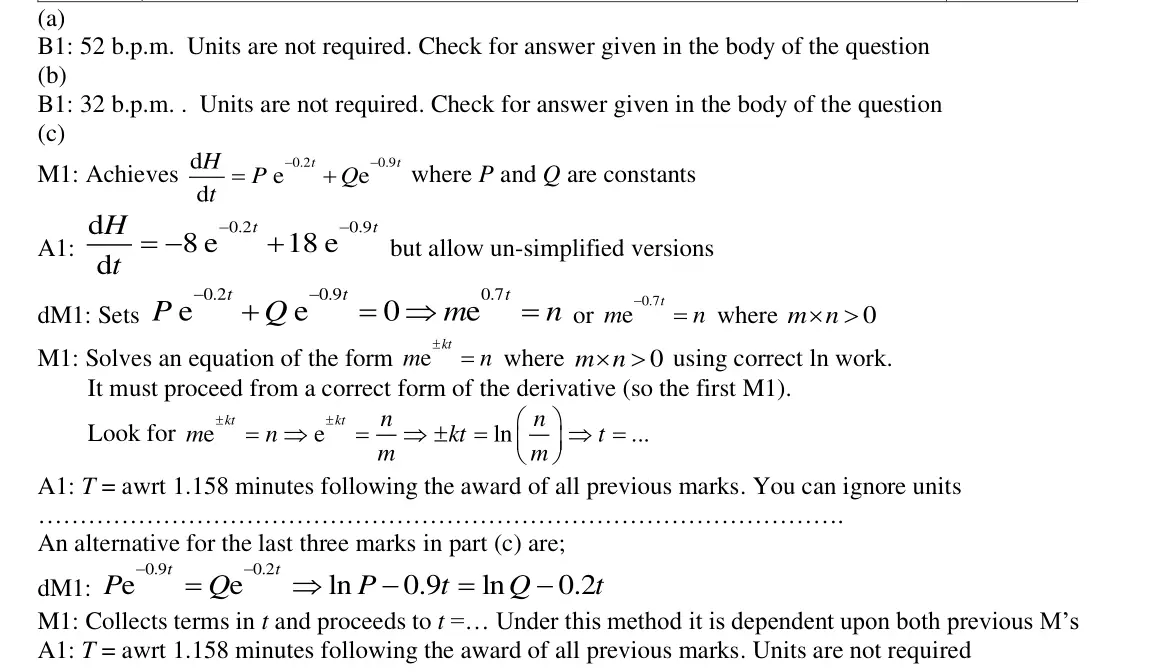 (a)
B1: 52 b.p.m.  Units are not required. Check for answer given in the body of the question
(b)
B1: 32 b.p.m. .  Units are not required. Check for answer given in the body of the question
(c)
M1: Achieves dH/dt = P e^(−0.2t) + Qe^(−0.9t) where P and Q are constants
A1: dH/dt = −8 e^(−0.2t) + 18 e^(−0.9t) but allow un-simplified versions
dM1: Sets P e^(−0.2t) + Q e^(−0.9t) = 0 ⇒ me^(0.7t) = n or me^(−0.7t) = n where m×n > 0
M1: Solves an equation of the form me^(±kt) = n where m×n > 0 using correct ln work.
It must proceed from a correct form of the derivative (so the first M1).
Look for me^(±kt) = n ⇒ e^(±kt) = n/m ⇒ ±kt = ln(n/m) ⇒ t = ...
A1: T = awrt 1.158 minutes following the award of all previous marks. You can ignore units
…………………………………………………………………………………….
An alternative for the last three marks in part (c) are;
dM1: Pe^(−0.9t) = Qe^(−0.2t) ⇒ ln P − 0.9t = ln Q − 0.2t
M1: Collects terms in t and proceeds to t =… Under this method it is dependent upon both previous M's
A1: T = awrt 1.158 minutes following the award of all previous marks. Units are not required